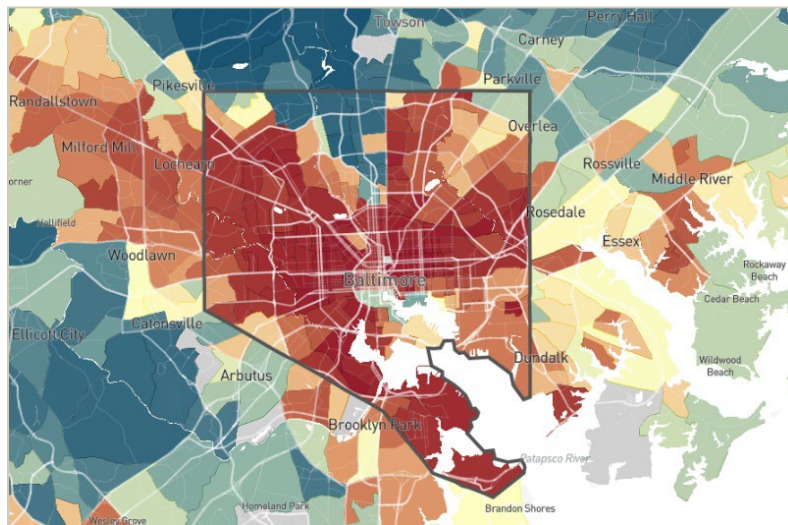 Towson
Perry Hall
Carney
Pikesville
Parkville
Randallstown
Overlea
Milford Mill
Lochearn
Rossville
Middle River
orner
Rosedale
Hollifield
Essex
Woodlawn
Rockaway
Beach
Baltimore
Cedar Beach
Catonsville
Ellicott City
Dundalk
Wildwood
Beach
Arbutus
Brooklyn Park
Patapsco River
Homeland Park
Brandon Shores
Wesley Grove